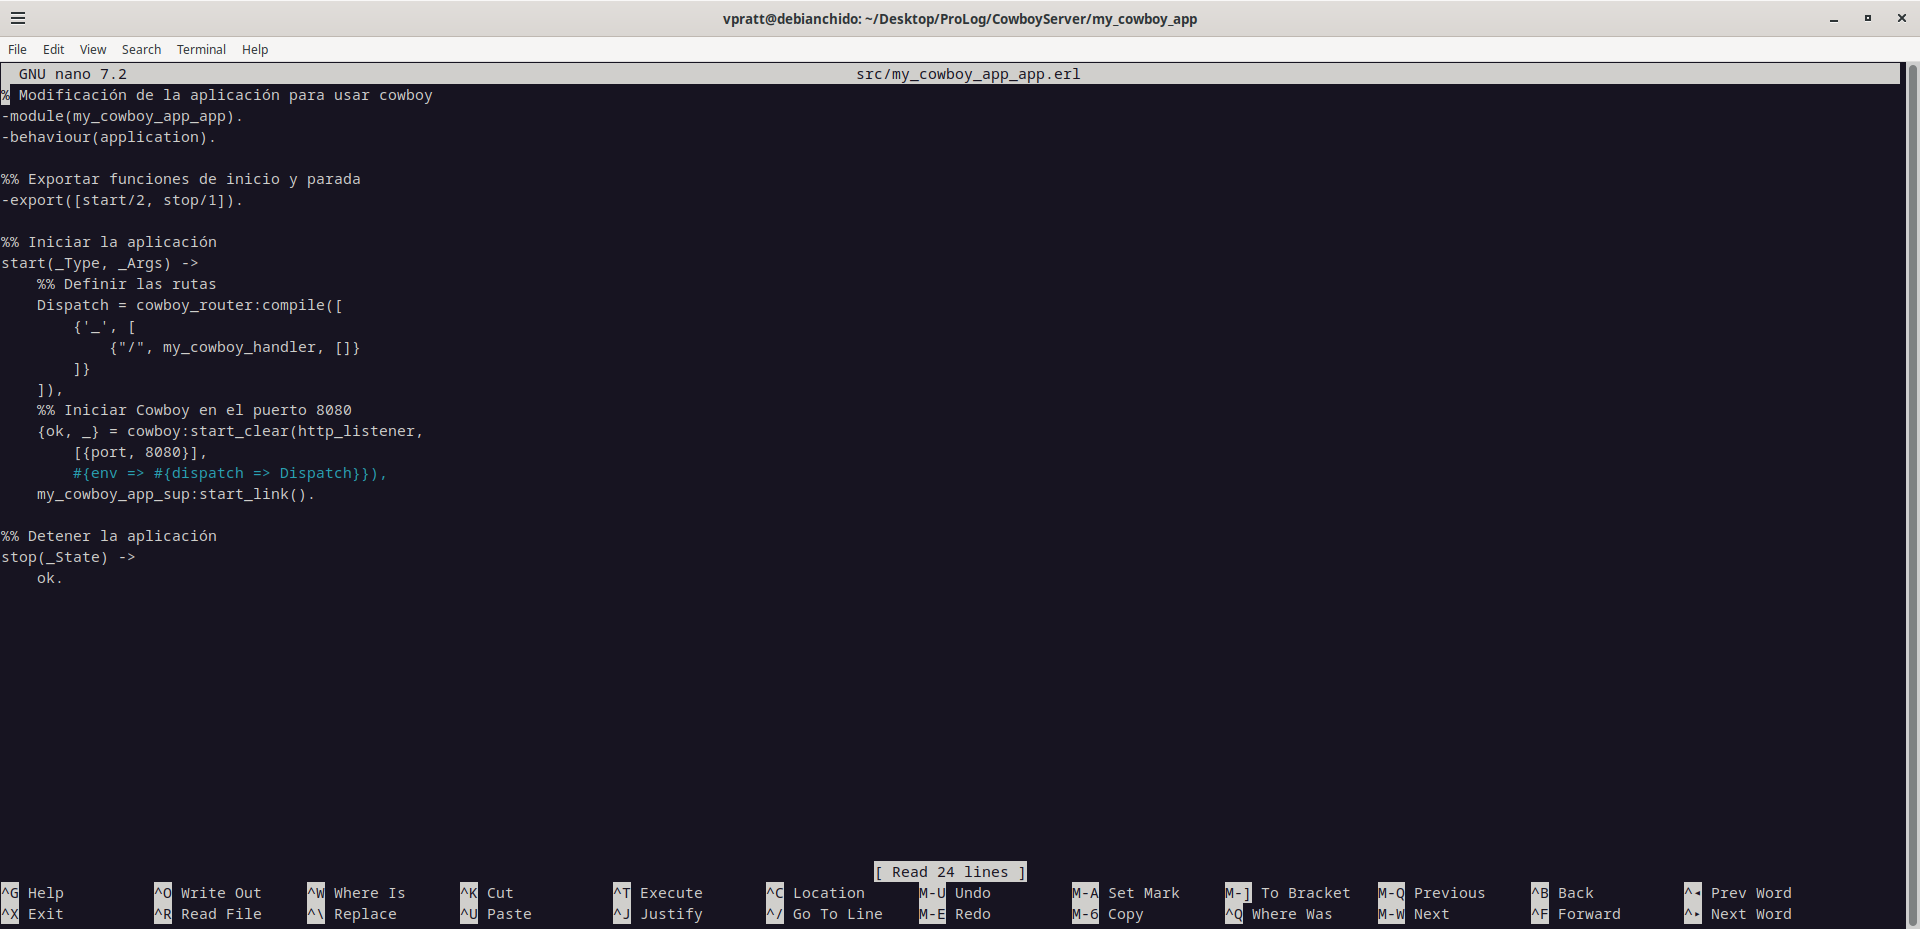 vpratt@debianchido: ~/Desktop/ProLog/CowboyServer/my_cowboy_app
File Edit View Search Terminal Help
GNU nano 7.2 src/my_cowboy_app_app.erl
% Modificación de la aplicación para usar cowboy
-module(my_cowboy_app_app).
-behaviour(application).

%% Exportar funciones de inicio y parada
-export([start/2, stop/1]).

%% Iniciar la aplicación
start(_Type, _Args) ->
    %% Definir las rutas
    Dispatch = cowboy_router:compile([
        {'_', [
            {"/", my_cowboy_handler, []}
        ]}
    ]),
    %% Iniciar Cowboy en el puerto 8080
    {ok, _} = cowboy:start_clear(http_listener,
        [{port, 8080}],
        #{env => #{dispatch => Dispatch}}),
    my_cowboy_app_sup:start_link().

%% Detener la aplicación
stop(_State) ->
    ok.
[ Read 24 lines ]
^G Help ^O Write Out ^W Where Is ^K Cut ^T Execute ^C Location M-U Undo M-A Set Mark M-] To Bracket M-Q Previous ^B Back ^◂ Prev Word
^X Exit ^R Read File ^\ Replace ^U Paste ^J Justify ^/ Go To Line M-E Redo M-6 Copy ^Q Where Was M-W Next ^F Forward ^▸ Next Word